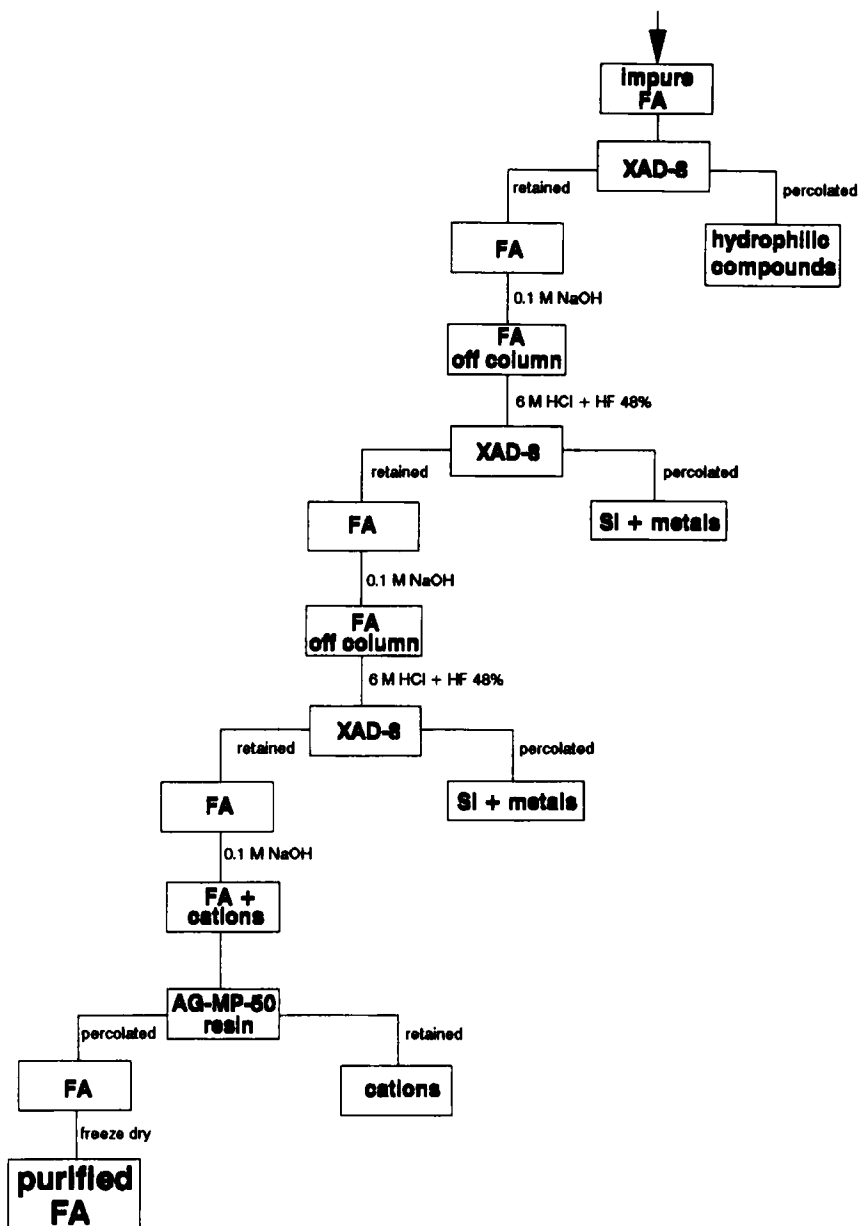 impure
FA
XAD-8
retained
percolated
FA
hydrophilic
compounds
0.1 M NaOH
FA
off column
6 M HCl + HF 48%
XAD-8
retained
percolated
FA
Si + metals
0.1 M NaOH
FA
off column
6 M HCl + HF 48%
XAD-8
retained
percolated
FA
Si + metals
0.1 M NaOH
FA +
cations
AG-MP-50
resin
percolated
retained
FA
cations
freeze dry
purified
FA